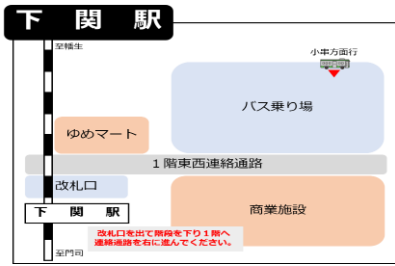 下関駅
至幡生
小串方面行
バス乗り場
ゆめマート
1階東西連絡通路
改札口
下関駅
商業施設
改札口を出て階段を下り1階へ
連絡通路を右に進んでください。
至門司